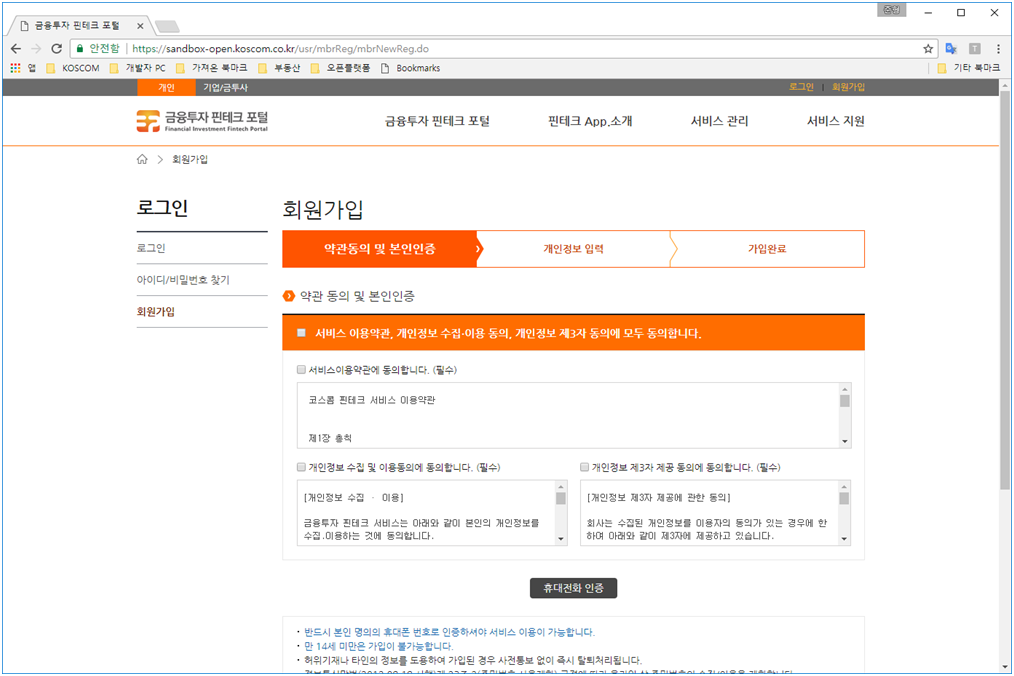 금융투자 핀테크 포털
안전함 https://sandbox-open.koscom.co.kr/usr/mbrReg/mbrNewReg.do
앱 KOSCOM 개발자 PC 가져온 북마크 부동산 오픈플랫폼 Bookmarks 기타 북마크
개인 기업/금투사 로그인 | 회원가입
금융투자 핀테크 포털
Financial Investment Fintech Portal
금융투자 핀테크 포털 핀테크 App.소개 서비스 관리 서비스 지원
회원가입
로그인
로그인
아이디/비밀번호 찾기
회원가입
회원가입
약관동의 및 본인인증 개인정보 입력 가입완료
약관 동의 및 본인인증
서비스 이용약관, 개인정보 수집·이용 동의, 개인정보 제3자 동의에 모두 동의합니다.
서비스이용약관에 동의합니다. (필수)
코스콤 핀테크 서비스 이용약관
제1장 총칙
개인정보 수집 및 이용동의에 동의합니다. (필수)
[개인정보 수집 · 이용]
금융투자 핀테크 서비스는 아래와 같이 본인의 개인정보를
수집.이용하는 것에 동의합니다.
개인정보 제3자 제공 동의에 동의합니다. (필수)
[개인정보 제3자 제공에 관한 동의]
회사는 수집된 개인정보를 이용자의 동의가 있는 경우에 한
하여 아래와 같이 제3자에 제공하고 있습니다.
휴대전화 인증
· 반드시 본인 명의의 휴대폰 번호로 인증하셔야 서비스 이용이 가능합니다.
· 만 14세 미만은 가입이 불가능합니다.
· 허위기재나 타인의 정보를 도용하여 가입된 경우 사전통보 없이 즉시 탈퇴처리됩니다.